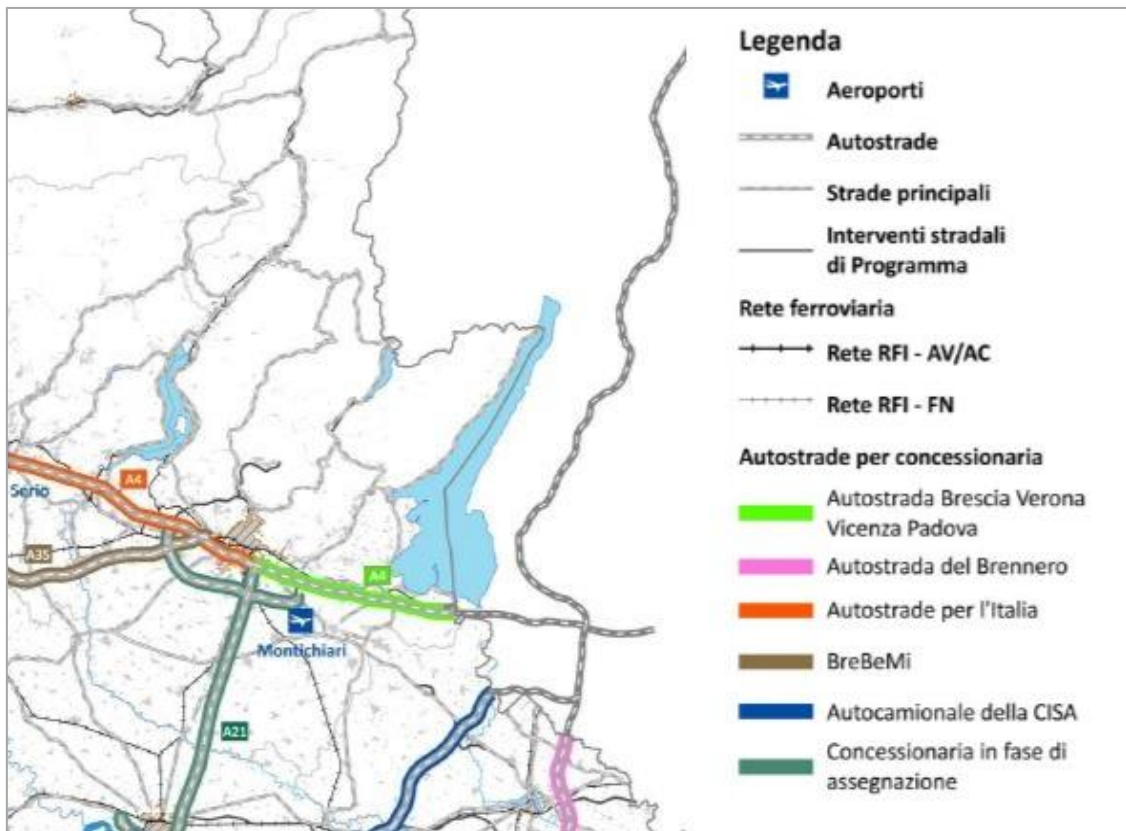 Legenda
Aeroporti
Autostrade
Strade principali
Interventi stradali
di Programma
Rete ferroviaria
Rete RFI - AV/AC
Rete RFI - FN
Autostrade per concessionaria
Autostrada Brescia Verona
Vicenza Padova
Autostrada del Brennero
Autostrade per l'Italia
BreBeMi
Autocamionale della CISA
Concessionaria in fase di
assegnazione
A4
Serio
A35
A4
Montichiari
A21